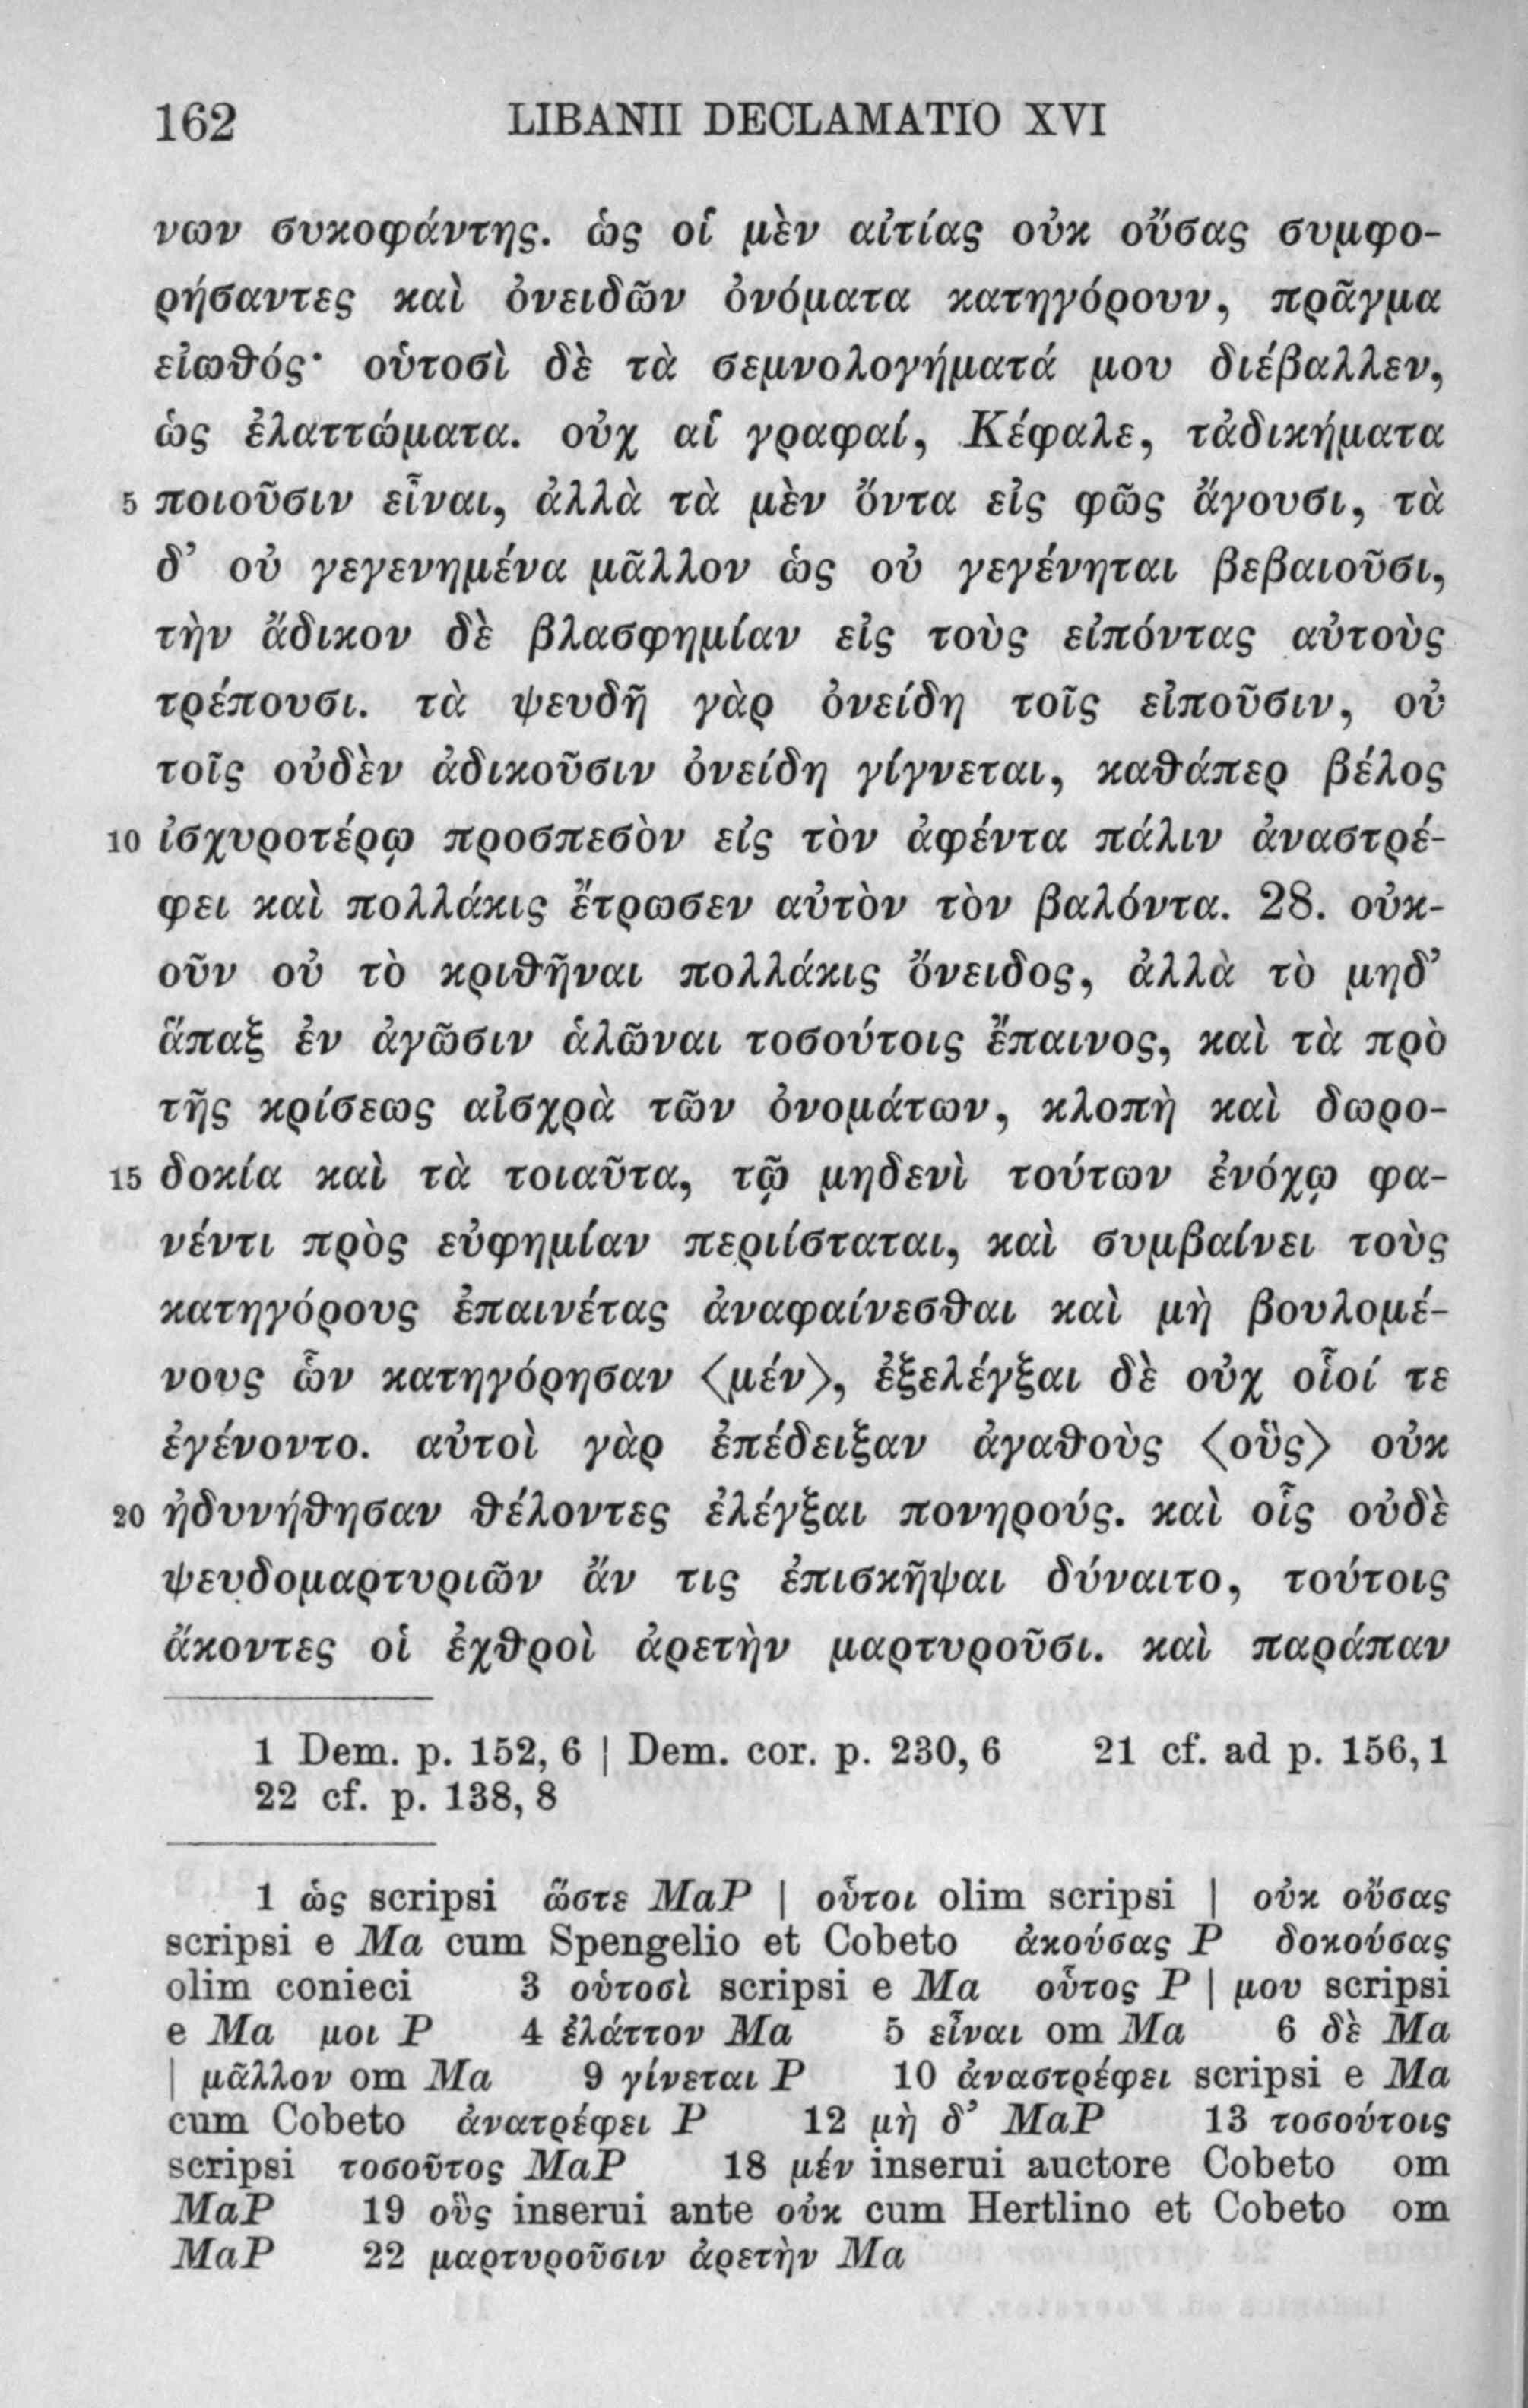 162 LIBANII DECLAMATIO XVI
νων συκοφάντης. ὡς οἳ μὲν αἰτίας οὐκ οὔσας συμφο-
ρήσαντες καὶ ὀνειδῶν ὀνόματα κατηγόρουν, πρᾶγμα
εἰωθός· οὑτοσὶ δὲ τὰ σεμνολογήματά μου διέβαλλεν,
ὡς ἐλαττώματα. οὐχ αἱ γραφαί, Κέφαλε, τἀδικήματα
5 ποιοῦσιν εἶναι, ἀλλὰ τὰ μὲν ὄντα εἰς φῶς ἄγουσι, τὰ
δ’ οὐ γεγενημένα μᾶλλον ὡς οὐ γεγένηται βεβαιοῦσι,
τὴν ἄδικον δὲ βλασφημίαν εἰς τοὺς εἰπόντας αὐτοὺς
τρέπουσι. τὰ ψευδῆ γὰρ ὀνείδη τοῖς εἰποῦσιν, οὐ
τοῖς οὐδὲν ἀδικοῦσιν ὀνείδη γίγνεται, καθάπερ βέλος
10 ἰσχυροτέρῳ προσπεσὸν εἰς τὸν ἀφέντα πάλιν ἀναστρέ-
φει καὶ πολλάκις ἔτρωσεν αὐτὸν τὸν βαλόντα. 28. οὐκ-
οῦν οὐ τὸ κριθῆναι πολλάκις ὄνειδος, ἀλλὰ τὸ μηδ’
ἅπαξ ἐν ἀγῶσιν ἁλῶναι τοσούτοις ἔπαινος, καὶ τὰ πρὸ
τῆς κρίσεως αἰσχρὰ τῶν ὀνομάτων, κλοπὴ καὶ δωρο-
15 δοκία καὶ τὰ τοιαῦτα, τῷ μηδενὶ τούτων ἐνόχῳ φα-
νέντι πρὸς εὐφημίαν περιίσταται, καὶ συμβαίνει τοὺς
κατηγόρους ἐπαινέτας ἀναφαίνεσθαι καὶ μὴ βουλομέ-
νους ὧν κατηγόρησαν ⟨μέν⟩, ἐξελέγξαι δὲ οὐχ οἷοί τε
ἐγένοντο. αὐτοὶ γὰρ ἐπέδειξαν ἀγαθοὺς ⟨οὓς⟩ οὐκ
20 ἠδυνήθησαν θέλοντες ἐλέγξαι πονηρούς. καὶ οἷς οὐδὲ
ψευδομαρτυριῶν ἄν τις ἐπισκῆψαι δύναιτο, τούτοις
ἄκοντες οἱ ἐχθροὶ ἀρετὴν μαρτυροῦσι. καὶ παράπαν
1 Dem. p. 152, 6 | Dem. cor. p. 230, 6 21 cf. ad p. 156, 1
22 cf. p. 138, 8
1 ὡς scripsi ὥστε MaP | οὗτοι olim scripsi | οὐκ οὔσας
scripsi e Ma cum Spengelio et Cobeto ἀκούσας P δοκούσας
olim conieci 3 οὑτοσὶ scripsi e Ma οὗτος P | μου scripsi
e Ma μοι P 4 ἐλάττον Ma 5 εἶναι om Ma 6 δὲ Ma
| μᾶλλον om Ma 9 γίνεται P 10 ἀναστρέφει scripsi e Ma
cum Cobeto ἀνατρέφει P 12 μὴ δ’ MaP 13 τοσούτοις
scripsi τοσοῦτος MaP 18 μέν inserui auctore Cobeto om
MaP 19 οὓς inserui ante οὐκ cum Hertlino et Cobeto om
MaP 22 μαρτυροῦσιν ἀρετὴν Ma